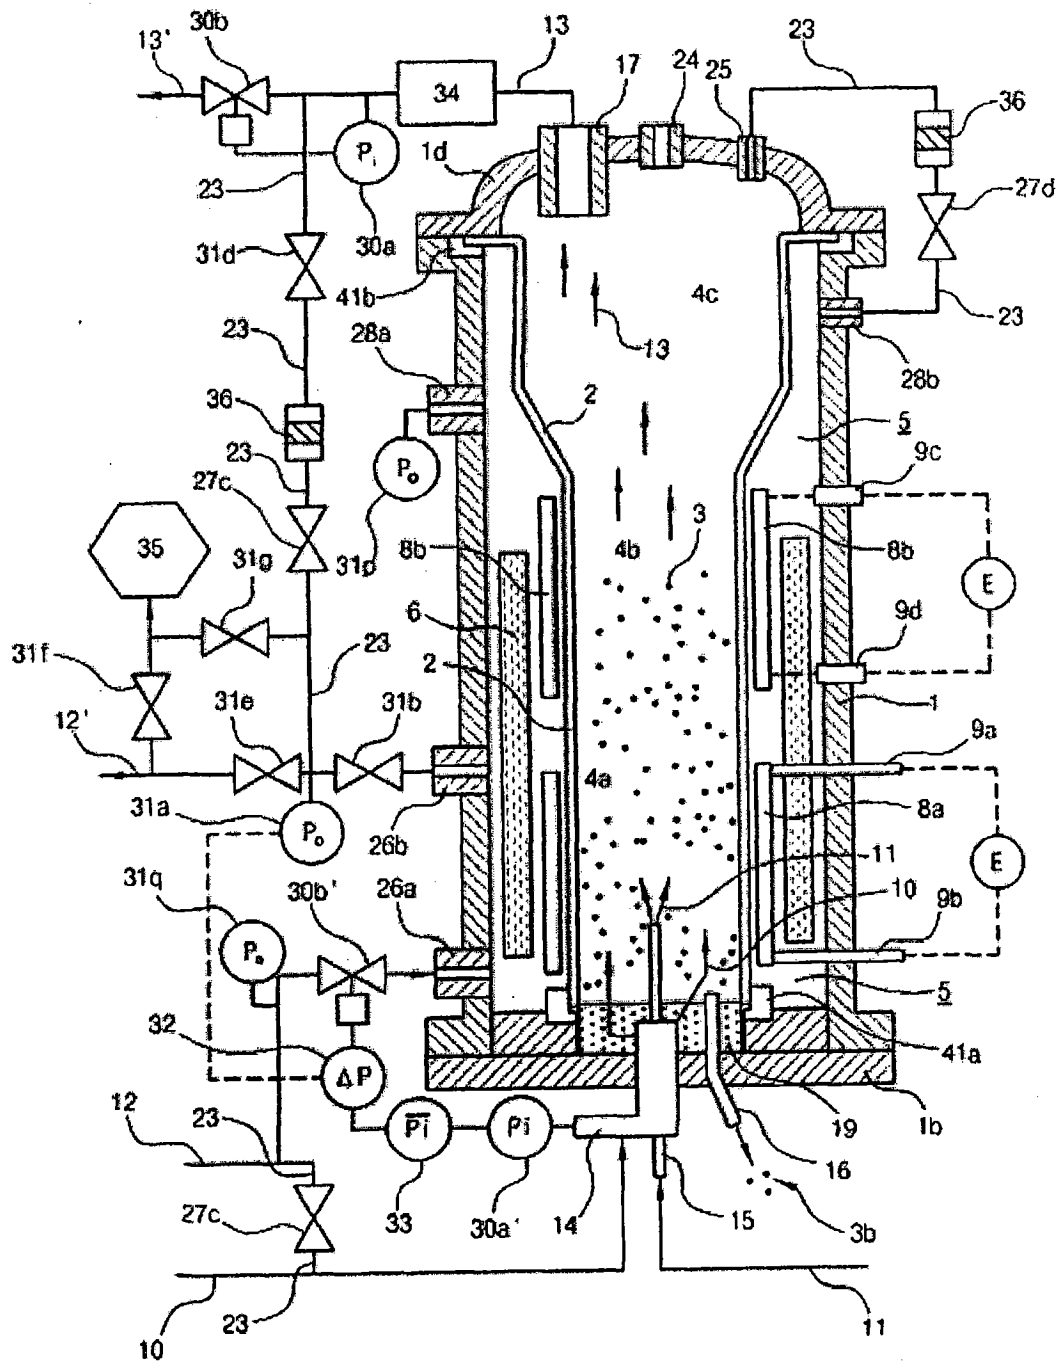 30b
13'
13
17
24
25
23
36
34
Pi
1d
27d
23
31d
30a
41b
4c
23
28a
13
28b
23
36
2
5
Po
9c
23
27c
3
35
31g
31p
8b
4b
8b
E
6
9d
31f
23
2
12'
31e
31b
1
9a
4a
31a
Po
26b
8a
E
11
31q
30b'
26a
10
9b
Po
5
32
41a
ΔP
12
23
Pi
Pi
19
1b
16
27c
33
30a'
14
15
3b
10
23
11